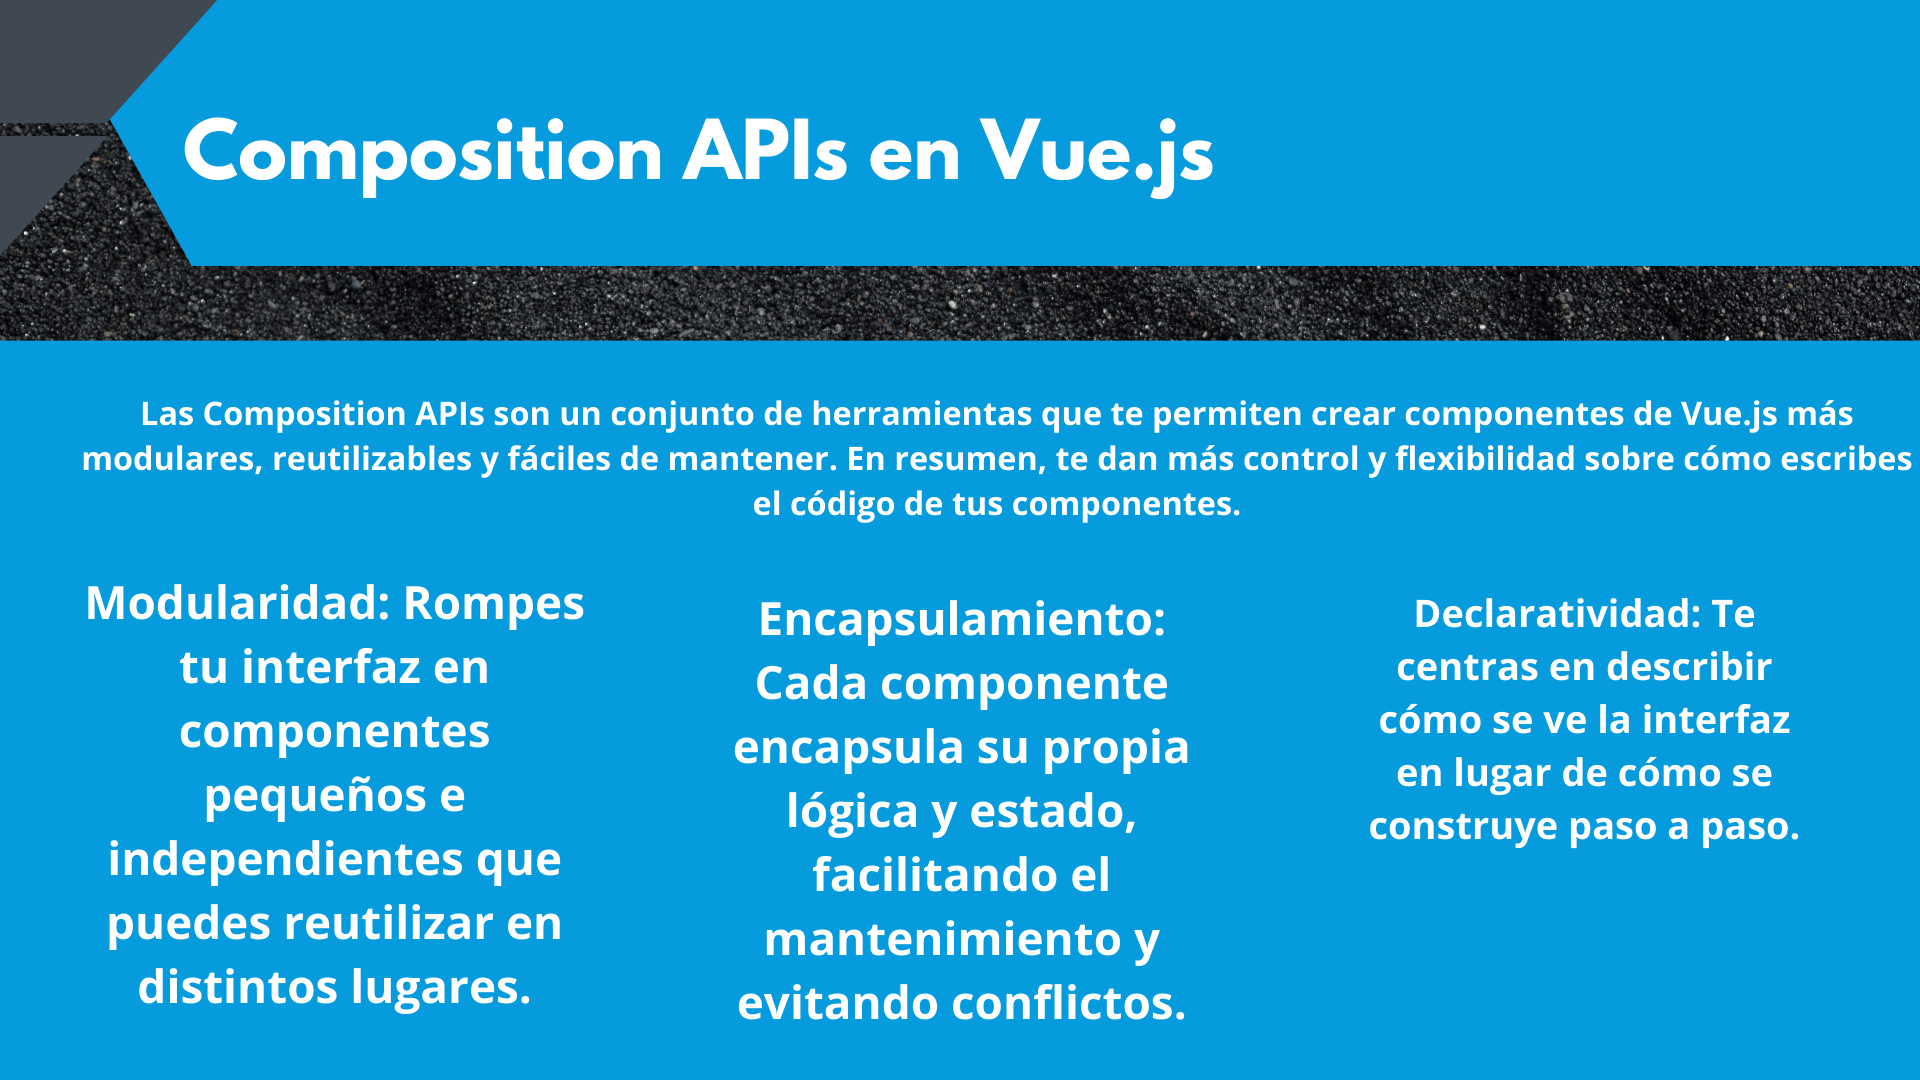 Composition APIs en Vue.js
Las Composition APIs son un conjunto de herramientas que te permiten crear componentes de Vue.js más
modulares, reutilizables y fáciles de mantener. En resumen, te dan más control y flexibilidad sobre cómo escribes
el código de tus componentes.
Modularidad: Rompes
tu interfaz en
componentes
pequeños e
independientes que
puedes reutilizar en
distintos lugares.
Encapsulamiento:
Cada componente
encapsula su propia
lógica y estado,
facilitando el
mantenimiento y
evitando conflictos.
Declaratividad: Te
centras en describir
cómo se ve la interfaz
en lugar de cómo se
construye paso a paso.